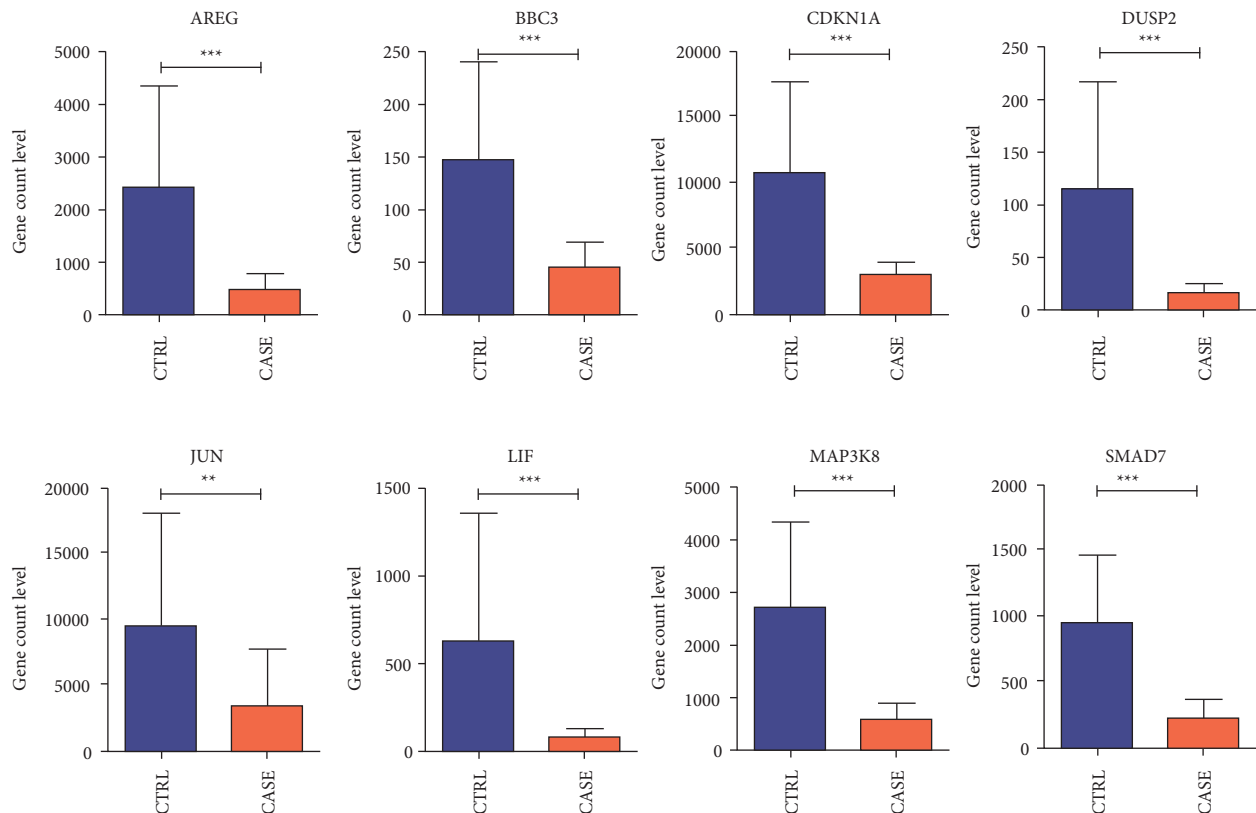 AREG
***
Gene count level
5000
4000
3000
2000
1000
0
CTRL
CASE
BBC3
***
Gene count level
250
200
150
100
50
0
CTRL
CASE
CDKN1A
***
Gene count level
20000
15000
10000
5000
0
CTRL
CASE
DUSP2
***
Gene count level
250
200
150
100
50
0
CTRL
CASE
JUN
**
Gene count level
20000
15000
10000
5000
0
CTRL
CASE
LIF
***
Gene count level
1500
1000
500
0
CTRL
CASE
MAP3K8
***
Gene count level
5000
4000
3000
2000
1000
0
CTRL
CASE
SMAD7
***
Gene count level
2000
1500
1000
500
0
CTRL
CASE